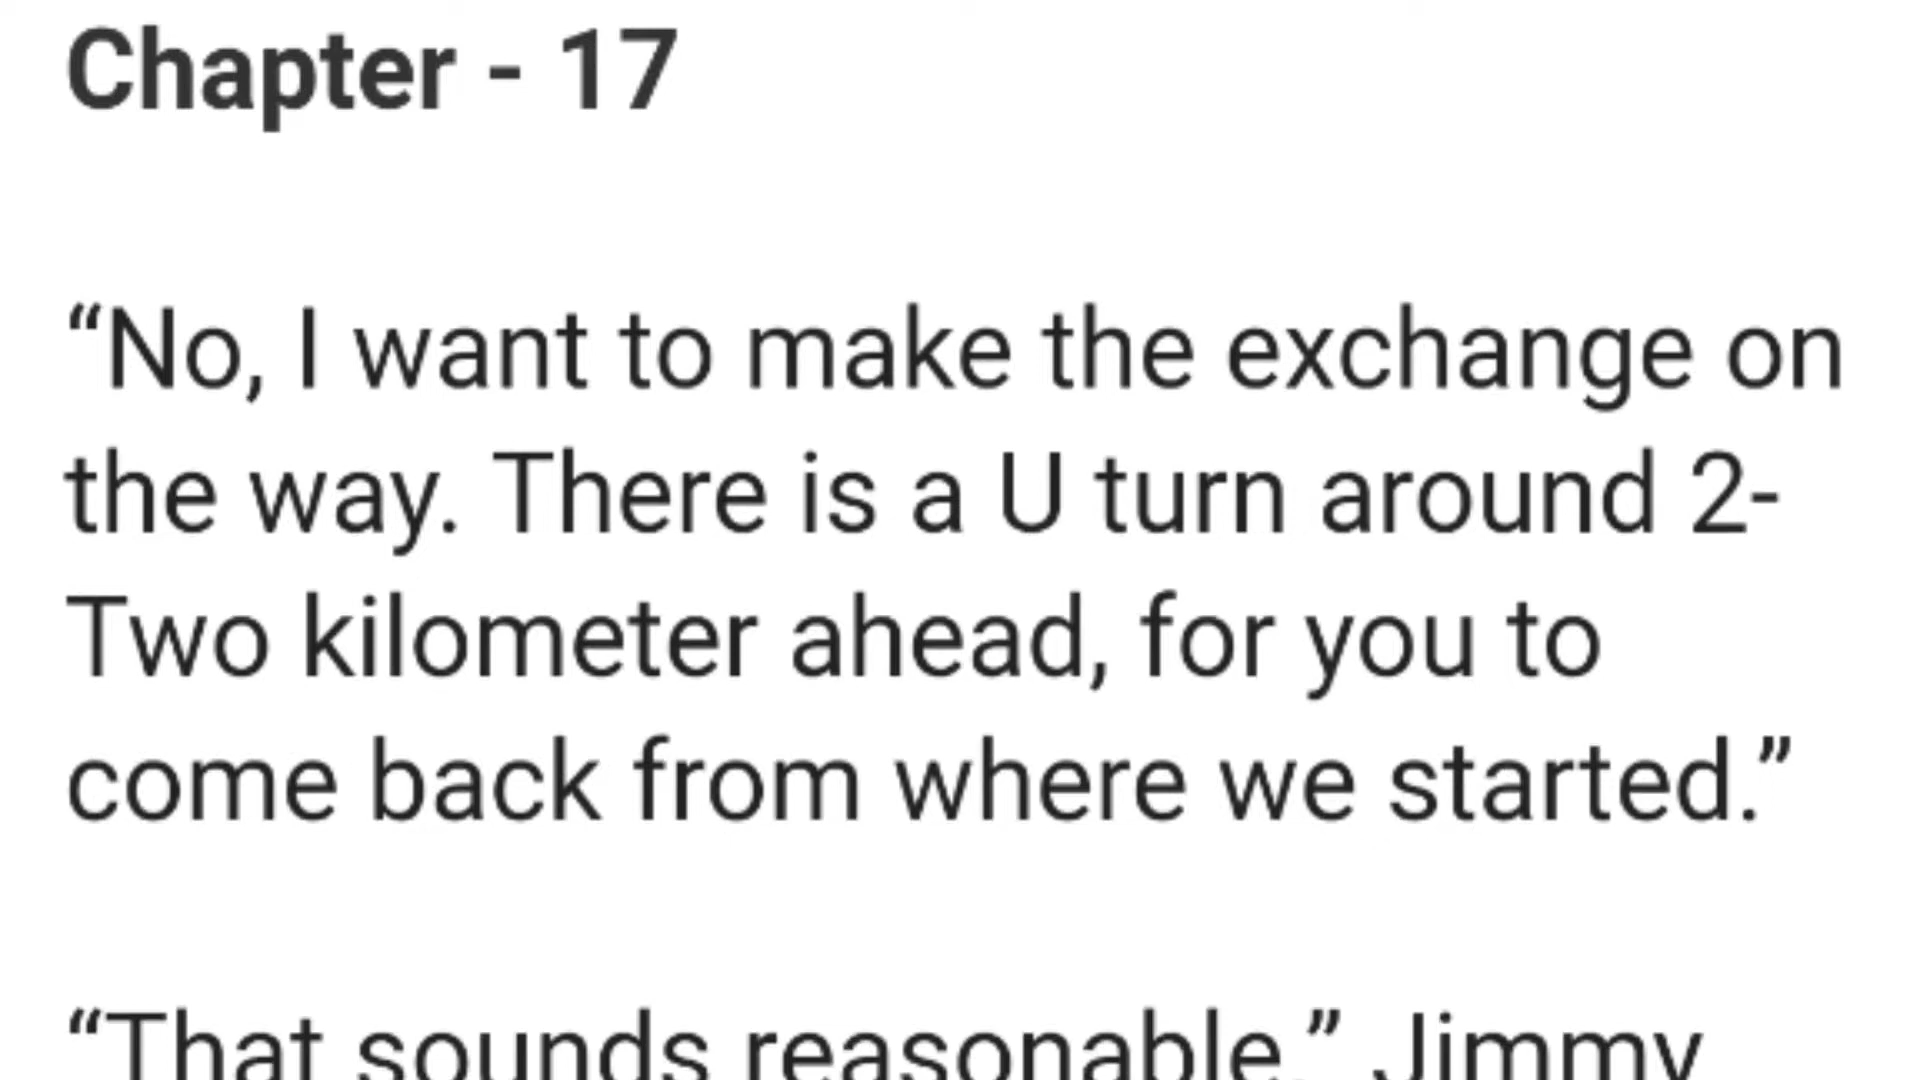 Chapter - 17
“No, I want to make the exchange on
the way. There is a U turn around 2-
Two kilometer ahead, for you to
come back from where we started.”
“That sounds reasonable.” Jimmy